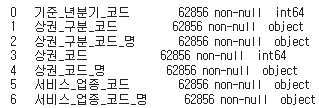 0 기준_년분기_코드 62856 non-null int64
1 상권_구분_코드 62856 non-null object
2 상권_구분_코드_명 62856 non-null object
3 상권_코드 62856 non-null int64
4 상권_코드_명 62856 non-null object
5 서비스_업종_코드 62856 non-null object
6 서비스_업종_코드_명 62856 non-null object